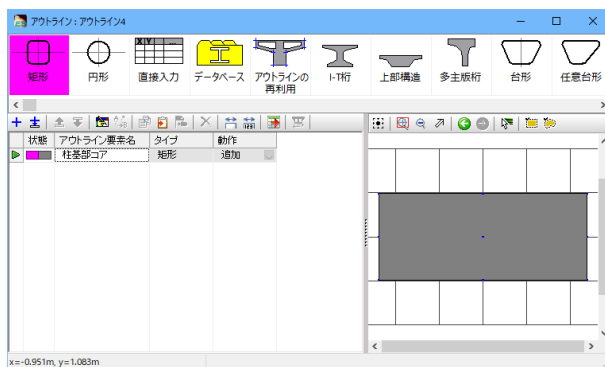 アウトライン : アウトライン4
矩形
円形
X Y ...
直接入力
データベース
アウトラインの
再利用
I-T桁
上部構造
多主版桁
台形
任意台形
状態 アウトライン要素名 タイプ 動作
柱基部コア 矩形 追加
x=-0.951m, y=1.083m